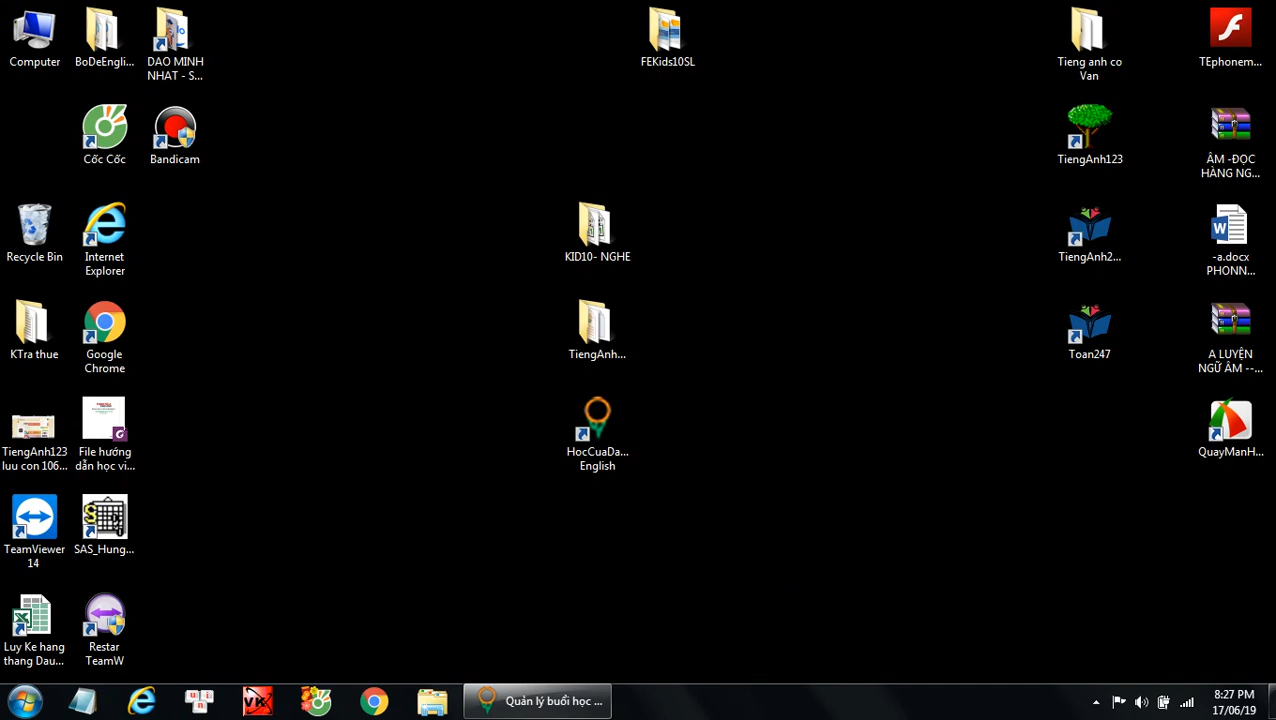 Computer
BoDeEngli...
DAO MINH
NHAT - S...
FEKids10SL
Tieng anh co
Van
TEphonem...
Cốc Cốc
Bandicam
TiengAnh123
ÂM -ĐỌC
HÀNG NG...
Recycle Bin
Internet
Explorer
KID10- NGHE
TiengAnh2...
-a.docx
PHONN...
KTra thue
Google
Chrome
TiengAnh...
Toan247
A LUYỆN
NGỮ ÂM --...
TiengAnh123
luu con 106...
File hướng
dẫn học vi...
HocCuaDa...
English
QuayManH...
TeamViewer
14
SAS_Hung...
Luy Ke hang
thang Dau...
Restar
TeamW
Quản lý buổi học ...
8:27 PM
17/06/19